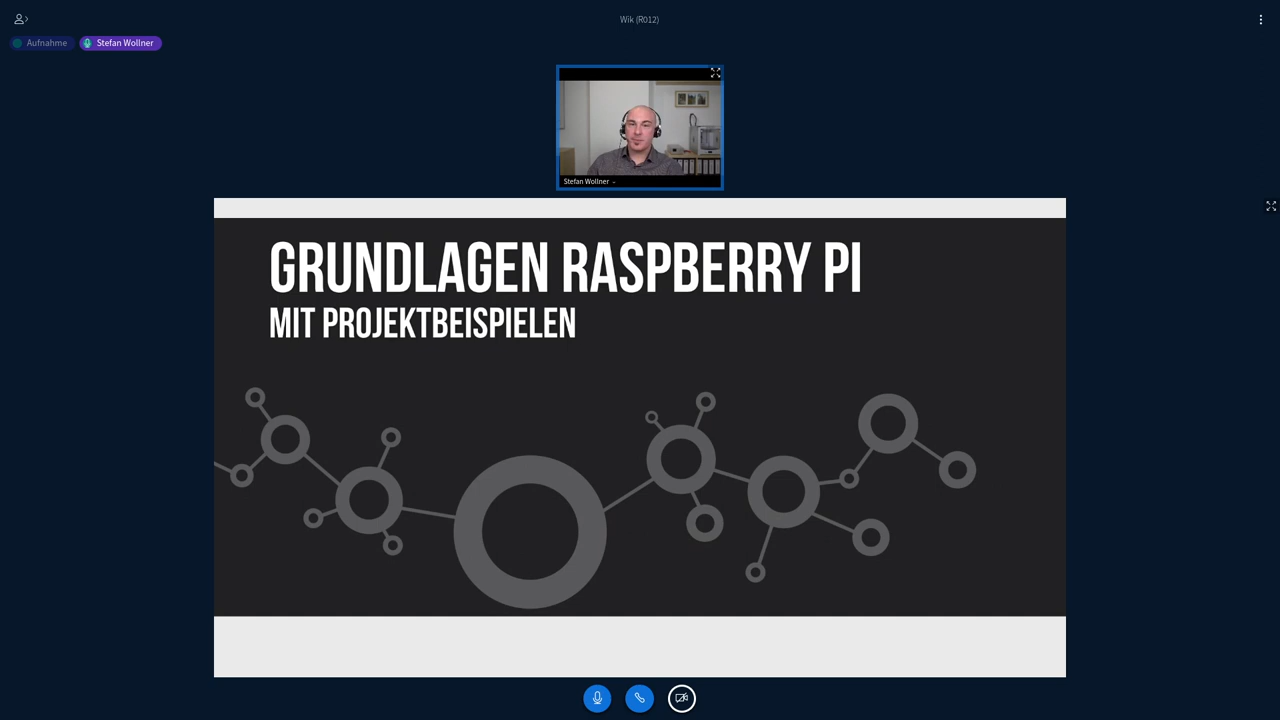 Wik (R012)
Aufnahme
Stefan Wollner
Stefan Wollner
GRUNDLAGEN RASPBERRY PI
MIT PROJEKTBEISPIELEN